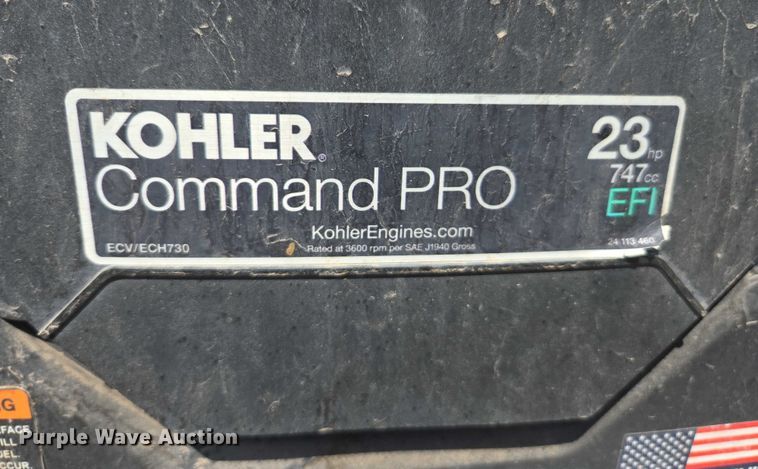 KOHLER®
Command PRO
23 hp
747cc
EFI
KohlerEngines.com
ECV/ECH730
Rated at 3600 rpm per SAE J1940 Gross
24 113 460
Purple Wave Auction